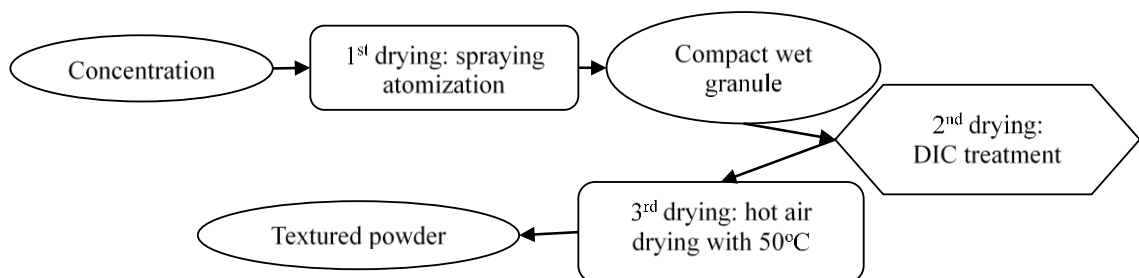 Concentration
1st drying: spraying
atomization
Compact wet
granule
2nd drying:
DIC treatment
3rd drying: hot air
drying with 50°C
Textured powder